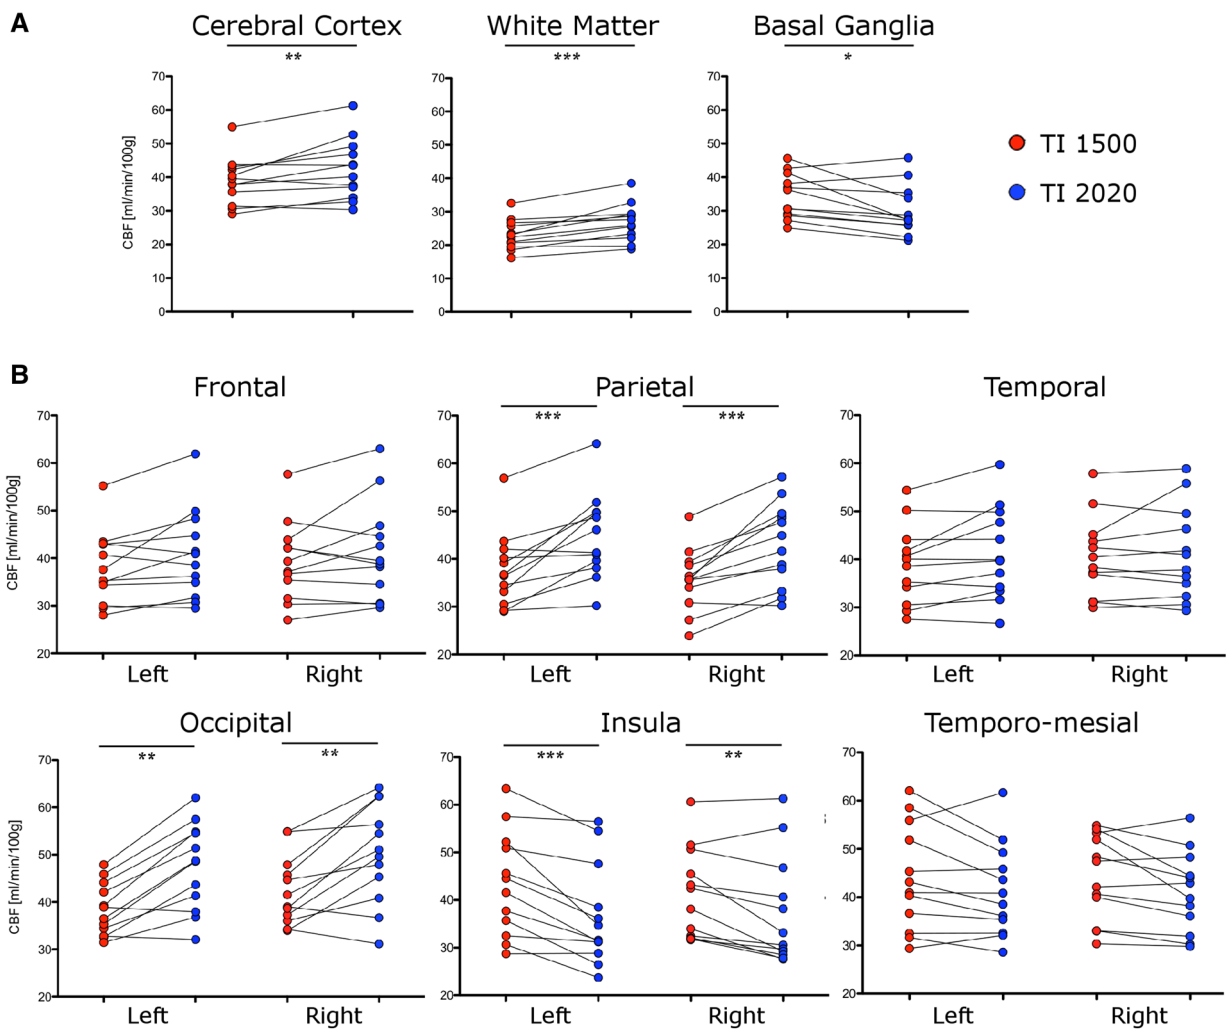 A
Cerebral Cortex White Matter Basal Ganglia
** *** *
CBF [ml/min/100g]
70 60 50 40 30 20 10 0
70 60 50 40 30 20 10 0
70 60 50 40 30 20 10 0
TI 1500
TI 2020
B
Frontal Parietal Temporal
*** ***
CBF [ml/min/100g]
70 60 50 40 30 20
70 60 50 40 30 20
70 60 50 40 30 20
Left Right Left Right Left Right
Occipital Insula Temporo-mesial
** ** *** **
CBF [ml/min/100g]
70 60 50 40 30 20
70 60 50 40 30 20
70 60 50 40 30 20
Left Right Left Right Left Right